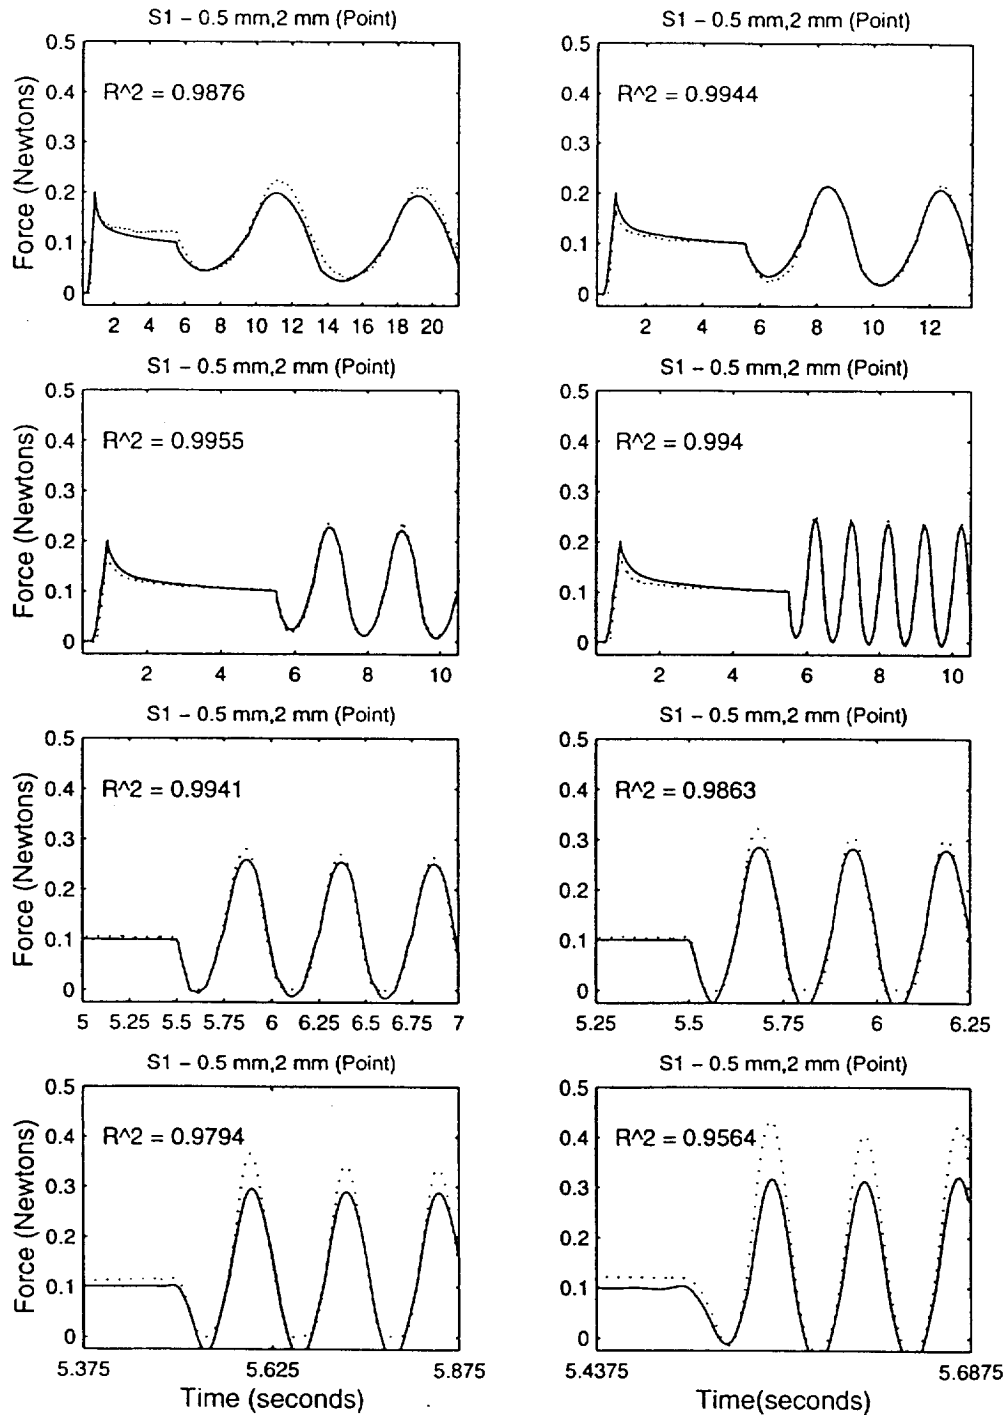 S1 – 0.5 mm,2 mm (Point)
0.5
0.4
0.3
0.2
0.1
0
Force (Newtons)
R^2 = 0.9876
2 4 6 8 10 12 14 16 18 20
S1 – 0.5 mm,2 mm (Point)
0.5
0.4
0.3
0.2
0.1
0
R^2 = 0.9944
2 4 6 8 10 12
S1 – 0.5 mm,2 mm (Point)
0.5
0.4
0.3
0.2
0.1
0
Force (Newtons)
R^2 = 0.9955
2 4 6 8 10
S1 – 0.5 mm,2 mm (Point)
0.5
0.4
0.3
0.2
0.1
0
R^2 = 0.994
2 4 6 8 10
S1 – 0.5 mm,2 mm (Point)
0.5
0.4
0.3
0.2
0.1
0
Force (Newtons)
R^2 = 0.9941
5 5.25 5.5 5.75 6 6.25 6.5 6.75 7
S1 – 0.5 mm,2 mm (Point)
0.5
0.4
0.3
0.2
0.1
0
R^2 = 0.9863
5.25 5.5 5.75 6 6.25
S1 – 0.5 mm,2 mm (Point)
0.5
0.4
0.3
0.2
0.1
0
Force (Newtons)
R^2 = 0.9794
5.375 5.625 5.875
Time (seconds)
S1 – 0.5 mm,2 mm (Point)
0.5
0.4
0.3
0.2
0.1
0
R^2 = 0.9564
5.4375 5.6875
Time(seconds)